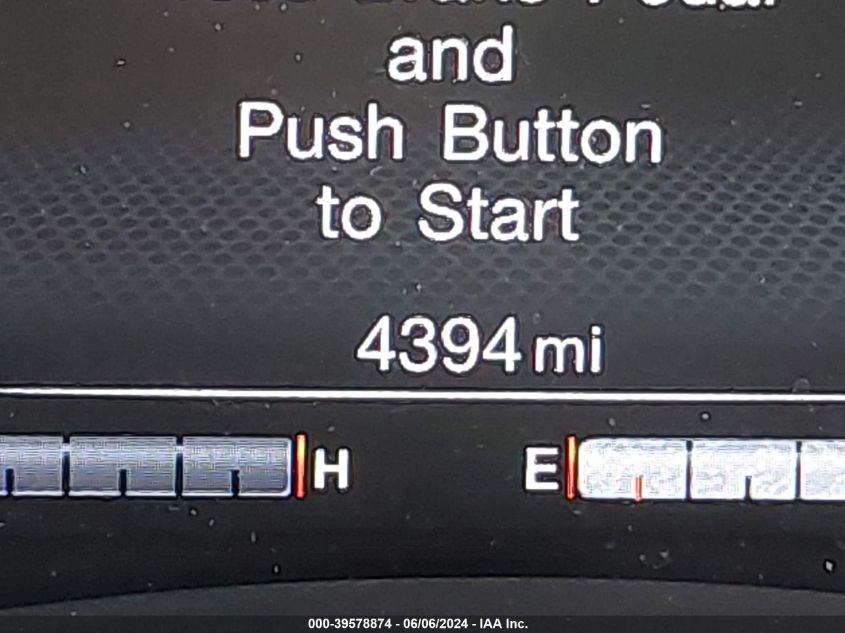 and
Push Button
to Start
4394 mi
H E
000-39578874 - 06/06/2024 - IAA Inc.